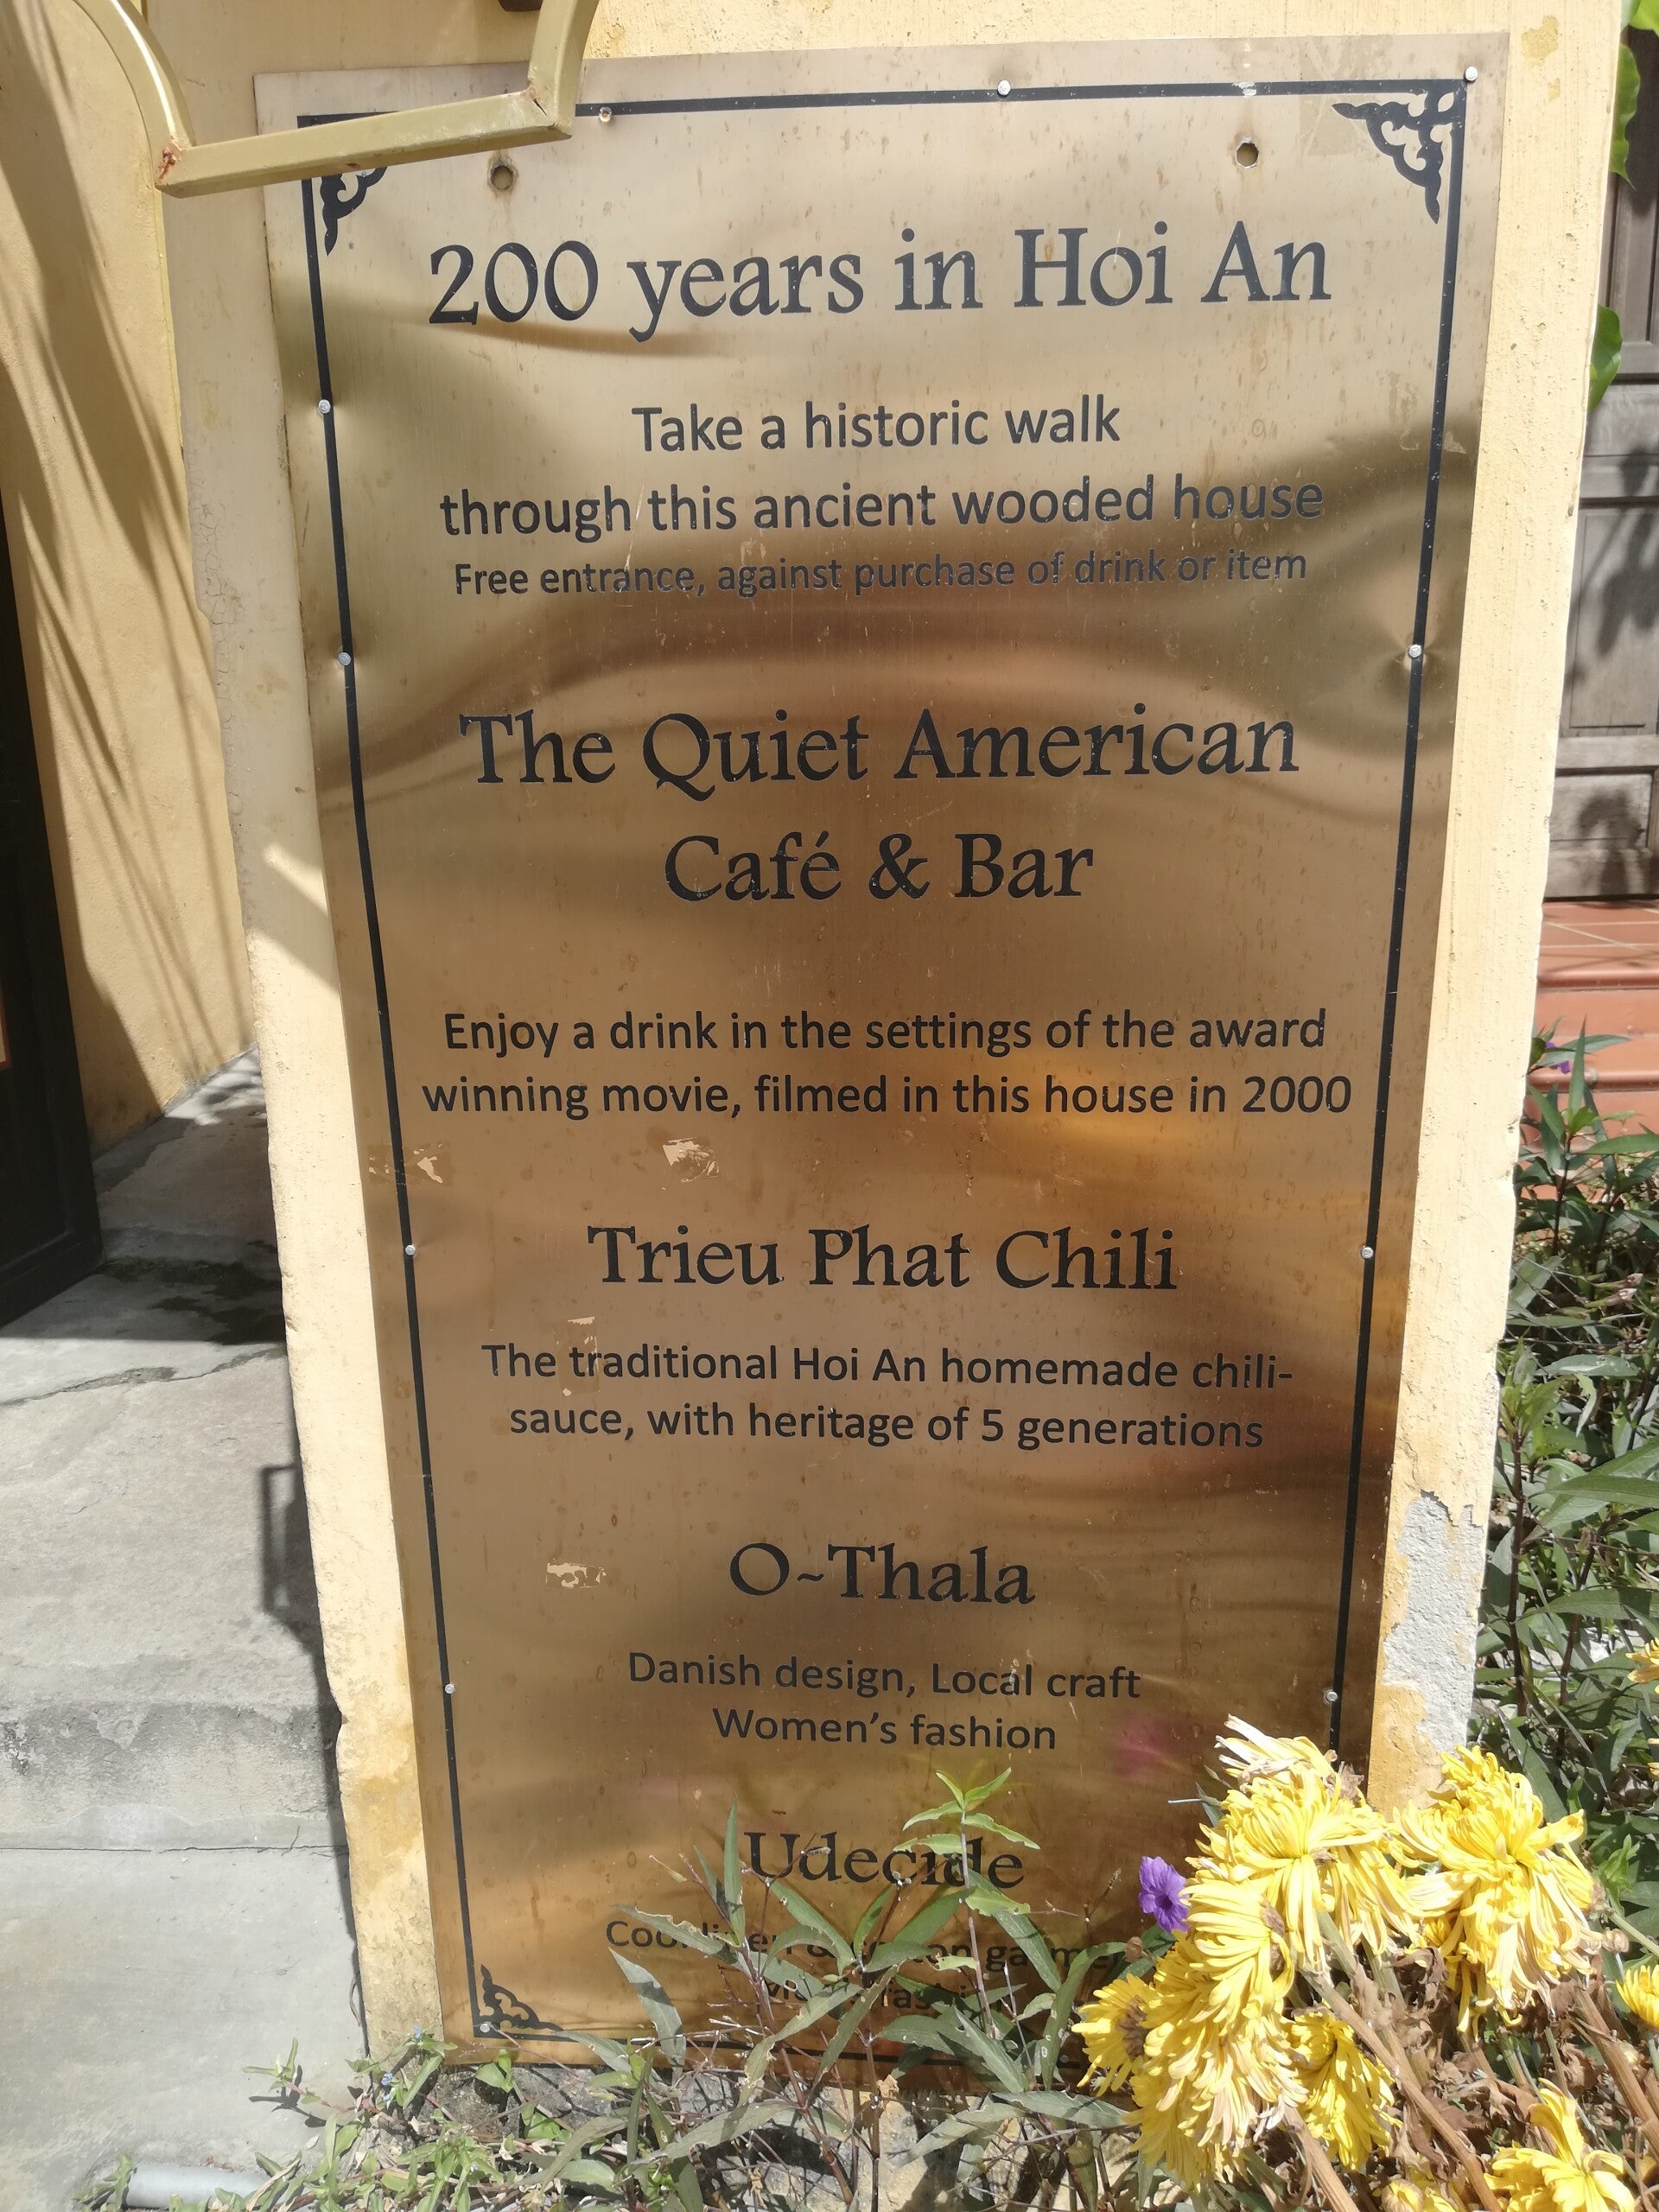 200 years in Hoi An
Take a historic walk
through this ancient wooded house
Free entrance, against purchase of drink or item
The Quiet American
Café & Bar
Enjoy a drink in the settings of the award
winning movie, filmed in this house in 2000
Trieu Phat Chili
The traditional Hoi An homemade chili-
sauce, with heritage of 5 generations
O~Thala
Danish design, Local craft
Women's fashion
Udecide